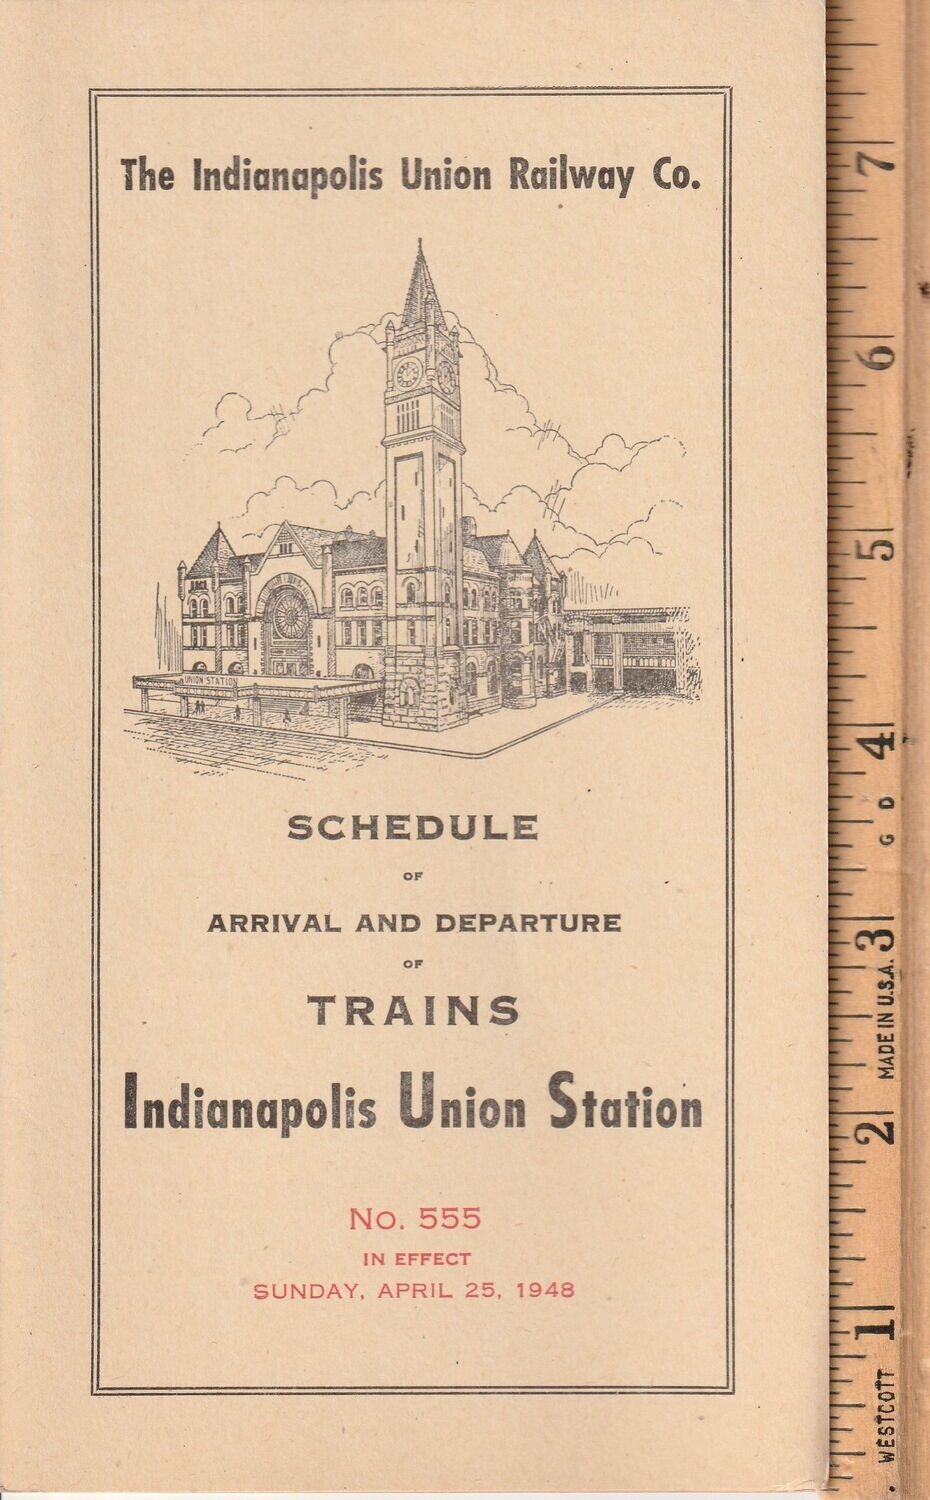 The Indianapolis Union Railway Co.
UNION STATION
SCHEDULE
OF
ARRIVAL AND DEPARTURE
OF
TRAINS
Indianapolis Union Station
No. 555
IN EFFECT
SUNDAY, APRIL 25, 1948
7
6
5
4
G D
3
MADE IN U.S.A.
2
1
WESTCOTT